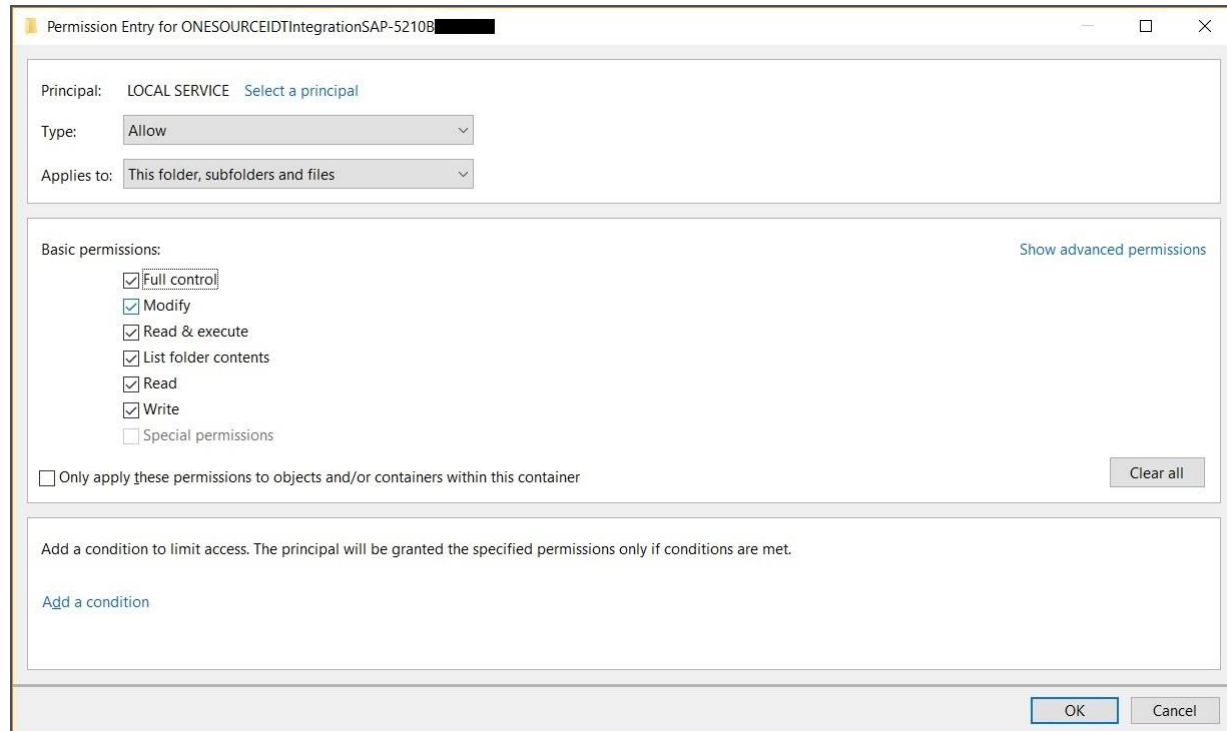 Permission Entry for ONESOURCEIDTIntegrationSAP-5210B
Principal: LOCAL SERVICE Select a principal
Type: Allow
Applies to: This folder, subfolders and files
Basic permissions: Show advanced permissions
Full control
Modify
Read & execute
List folder contents
Read
Write
Special permissions
Only apply these permissions to objects and/or containers within this container Clear all
Add a condition to limit access. The principal will be granted the specified permissions only if conditions are met.
Add a condition
OK Cancel